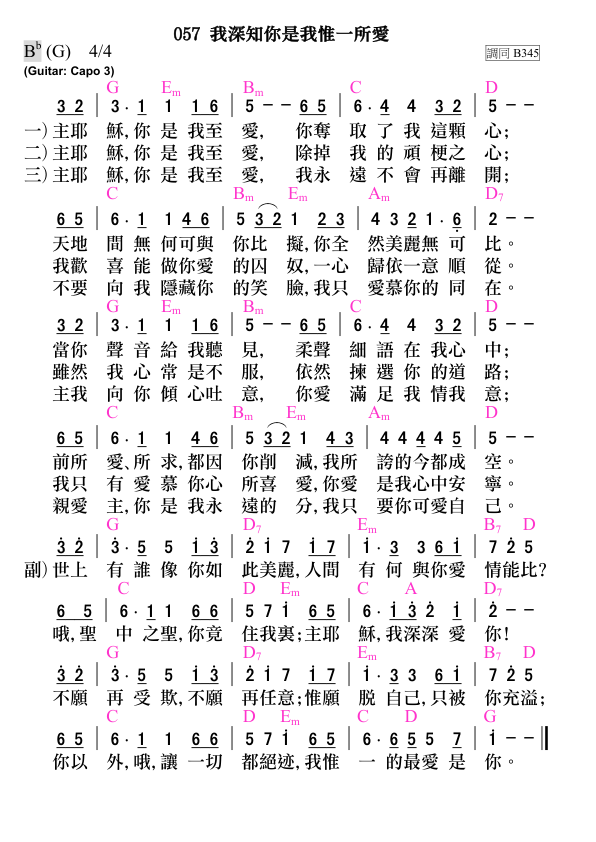 057 我深知你是我惟一所愛
B♭ (G) 4/4
調同 B345
(Guitar: Capo 3)
G Em Bm C D
3 2 | 3 · 1 1 1 6 | 5 - - 6 5 | 6 · 4 4 3 2 | 5 - -
一) 主耶 穌, 你 是 我至 愛, 你奪 取 了 我 這顆 心;
二) 主耶 穌, 你 是 我至 愛, 除掉 我 的 頑 梗之 心;
三) 主耶 穌, 你 是 我至 愛, 我永 遠 不 會 再離 開;
C Bm Em Am D7
6 5 | 6 · 1 1 4 6 | 5 3 2 1 2 3 | 4 3 2 1 · 6̣ | 2 - -
天地 間 無 何可與 你比 擬, 你全 然美麗無 可 比。
我歡 喜 能 做你愛 的囚 奴, 一心 歸依一意 順 從。
不要 向 我 隱藏你 的笑 臉, 我只 愛慕你的 同 在。
G Em Bm C D
3 2 | 3 · 1 1 1 6 | 5 - - 6 5 | 6 · 4 4 3 2 | 5 - -
當你 聲 音 給 我聽 見, 柔聲 細 語 在 我心 中;
雖然 我 心 常 是不 服, 依然 揀 選 你 的道 路;
主我 向 你 傾 心吐 意, 你愛 滿 足 我 情我 意;
C Bm Em Am D
6 5 | 6 · 1 1 4 6 | 5 3 2 1 4 3 | 4 4 4 4 5 | 5 - -
前所 愛、所 求, 都因 你削 減, 我所 誇的今都成 空。
我只 有 愛 慕 你心 所喜 愛, 你愛 是我心中安 寧。
親愛 主, 你 是 我永 遠的 分, 我只 要你可愛自 己。
G D7 Em B7 D
3̇ 2̇ | 3̇ · 5 5 i 3̇ | 2̇ i 7 i 7 | i · 3 3 6 i | 7 2̇ 5
副) 世上 有 誰 像 你如 此美麗, 人間 有 何 與你愛 情能比?
C D Em C A D7
6 5 | 6 · 1 1 6 6 | 5 7 i 6 5 | 6 · i 3̇ 2̇ i | 2̇ - -
哦, 聖 中 之聖, 你竟 住我裏; 主耶 穌, 我深深 愛 你!
G D7 Em B7 D
3̇ 2̇ | 3̇ · 5 5 i 3̇ | 2̇ i 7 i 7 | i · 3 3 6 i | 7 2̇ 5
不願 再 受 欺, 不願 再任意; 惟願 脱 自己, 只被 你充溢;
C D Em C D G
6 5 | 6 · 1 1 6 6 | 5 7 i 6 5 | 6 · 6 5 5 7 | i - -
你以 外, 哦, 讓 一切 都絕迹, 我惟 一 的最愛 是 你。